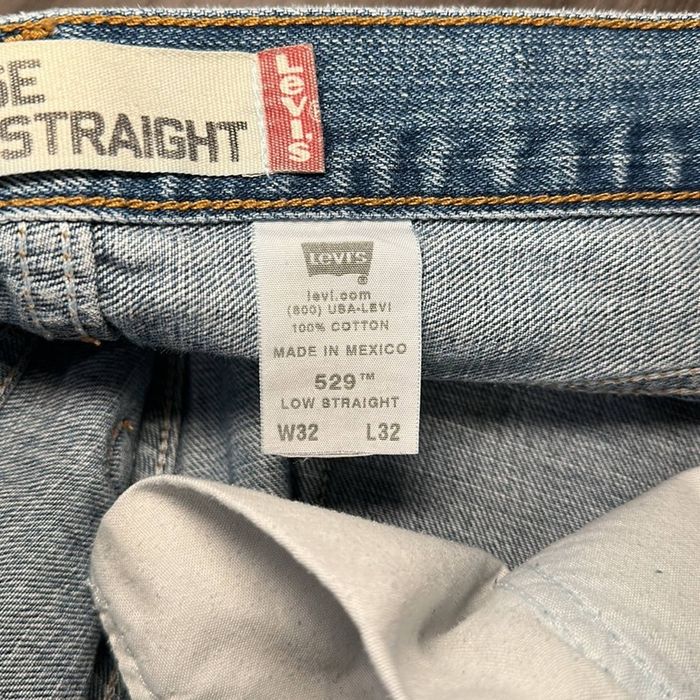 SE
STRAIGHT
Levi's
Levi's
levi.com
(800) USA-LEVI
100% COTTON
MADE IN MEXICO
529™
LOW STRAIGHT
W32 L32